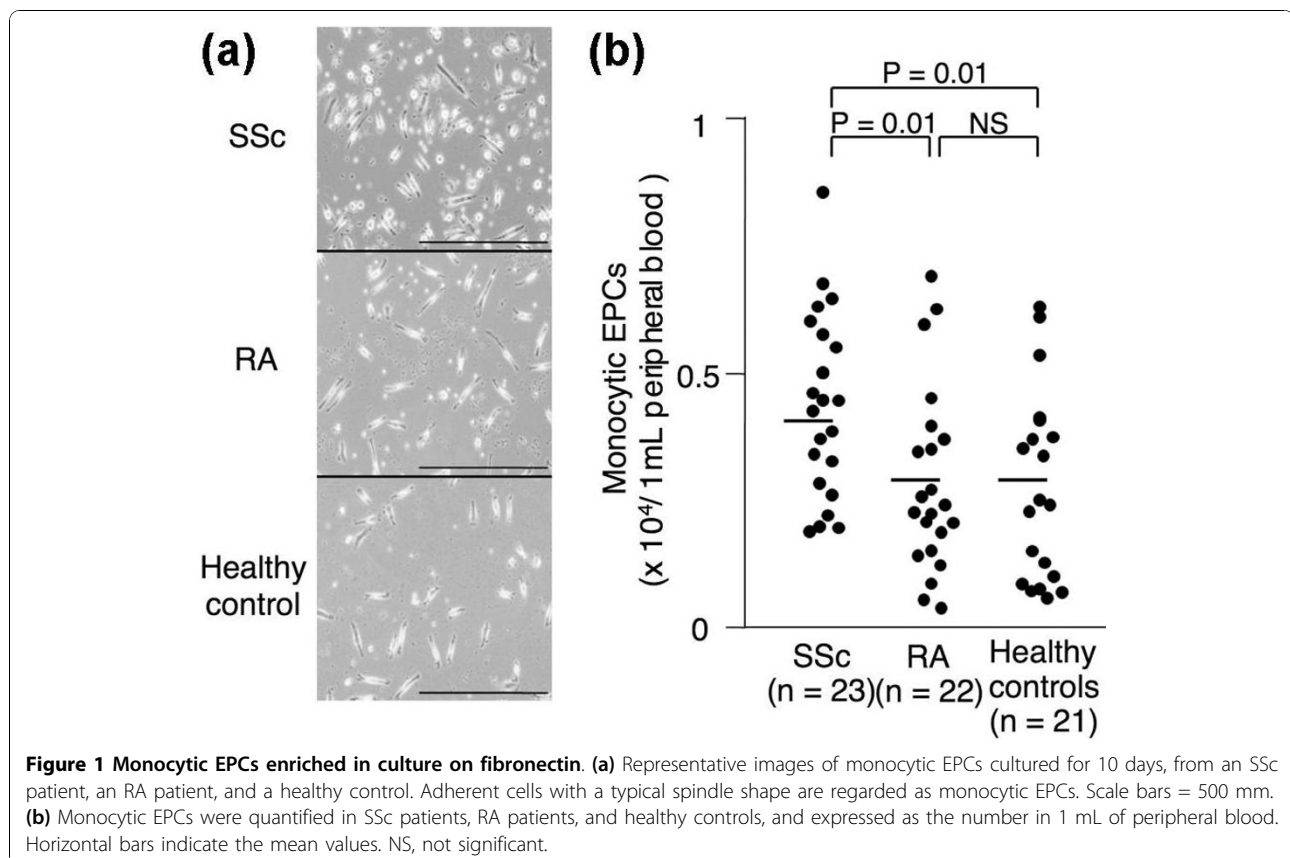 (a)
SSc
RA
Healthy
control
(b)
P = 0.01
P = 0.01
NS
1
0.5
0
Monocytic EPCs
(x 10⁴/ 1mL peripheral blood )
SSc
(n = 23)
RA
(n = 22)
Healthy
controls
(n = 21)
Figure 1 Monocytic EPCs enriched in culture on fibronectin. (a) Representative images of monocytic EPCs cultured for 10 days, from an SSc
patient, an RA patient, and a healthy control. Adherent cells with a typical spindle shape are regarded as monocytic EPCs. Scale bars = 500 mm.
(b) Monocytic EPCs were quantified in SSc patients, RA patients, and healthy controls, and expressed as the number in 1 mL of peripheral blood.
Horizontal bars indicate the mean values. NS, not significant.